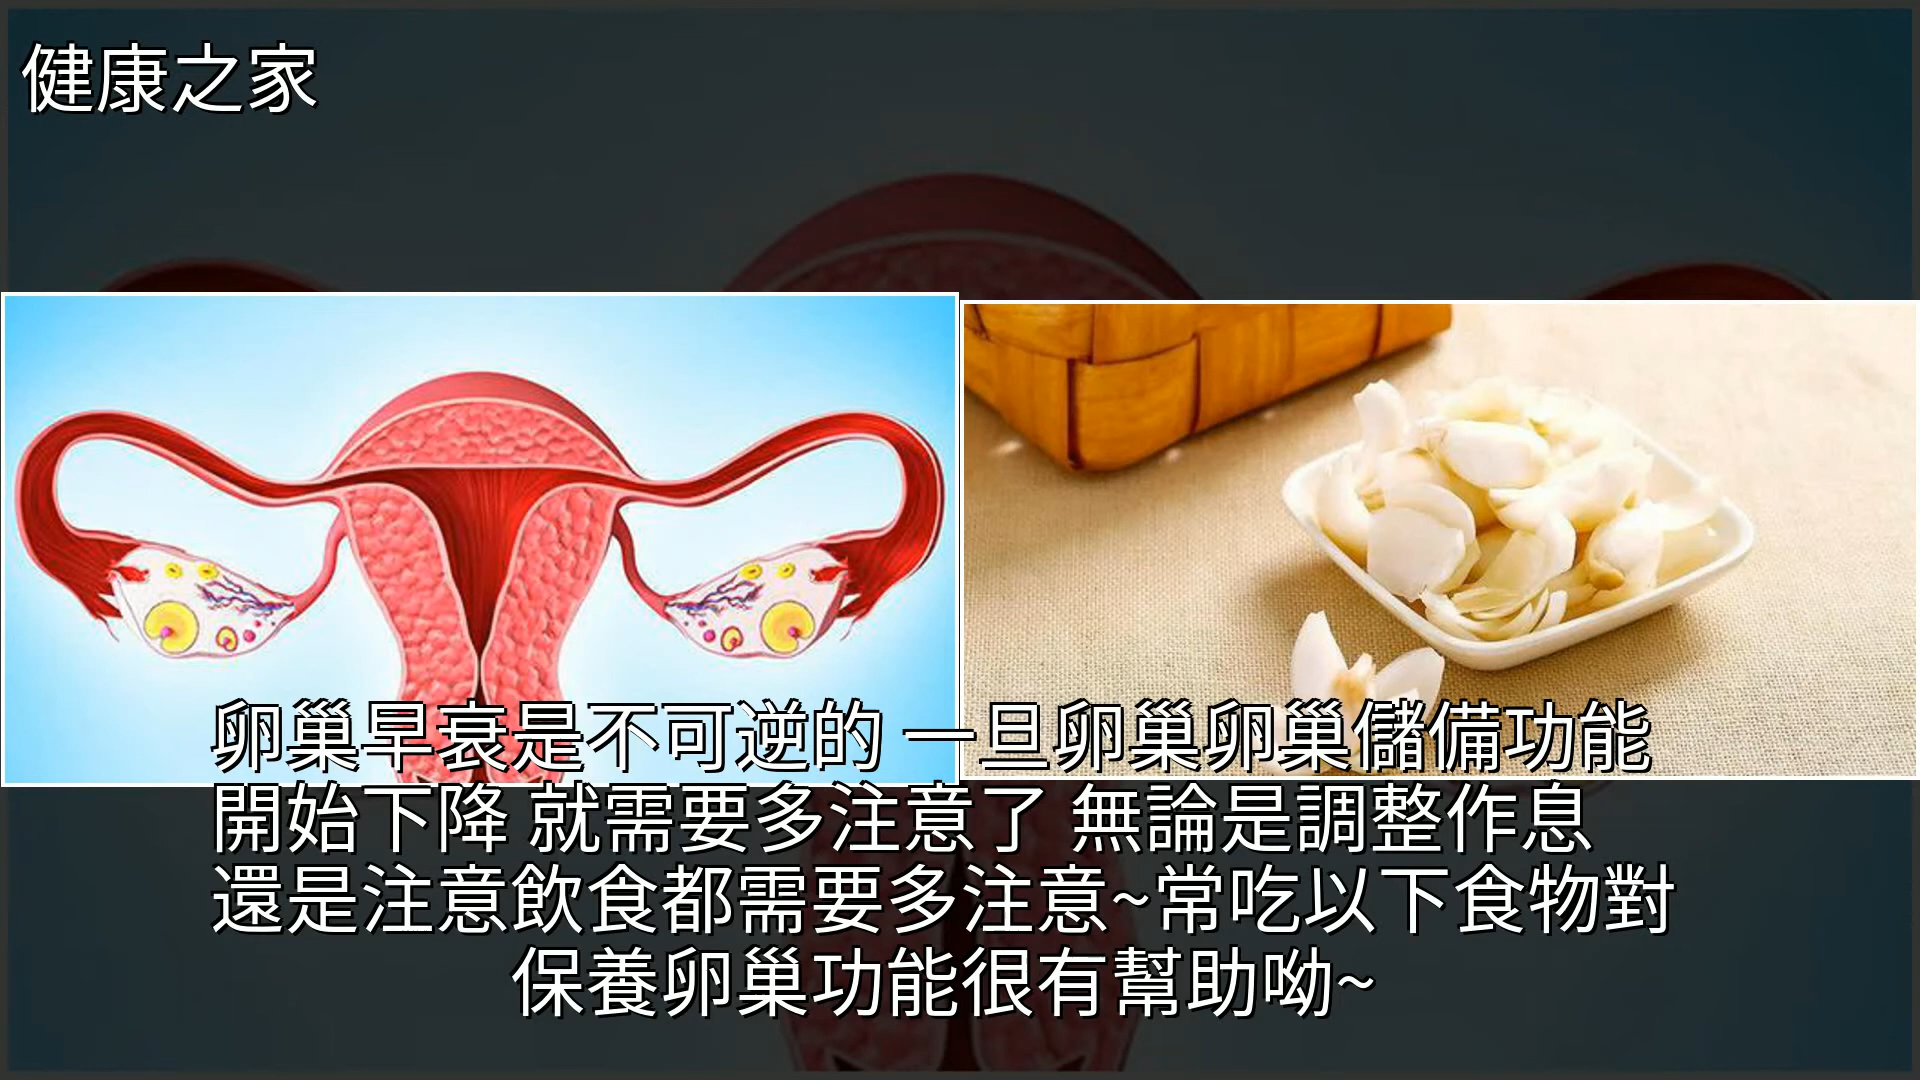 健康之家
卵巢早衰是不可逆的 一旦卵巢卵巢儲備功能
開始下降 就需要多注意了 無論是調整作息
還是注意飲食都需要多注意~常吃以下食物對
保養卵巢功能很有幫助呦~